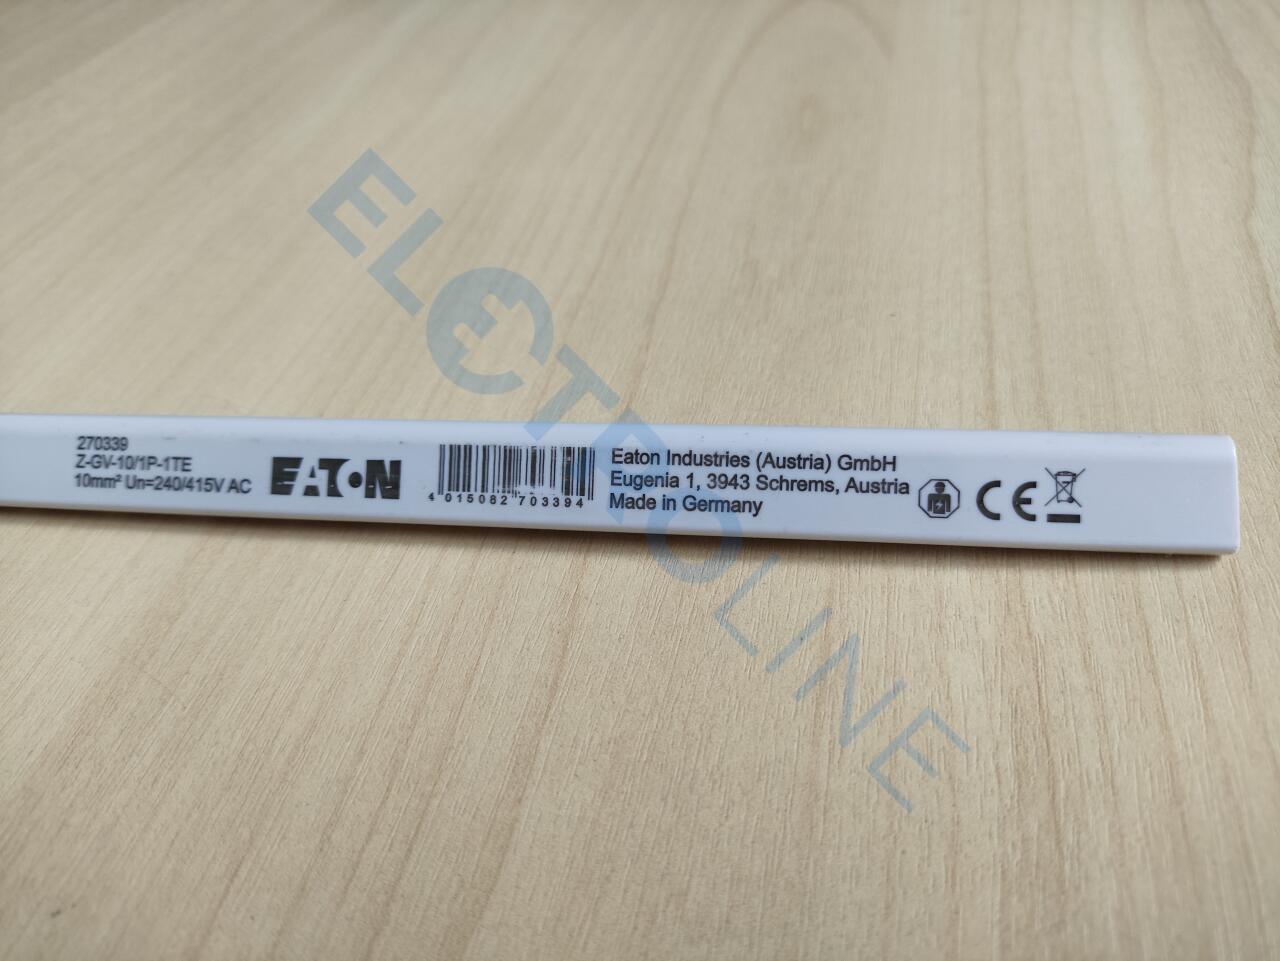 270339
Z-GV-10/1P-1TE
10mm² Un=240/415V AC
EATON
4 015082 703394
Eaton Industries (Austria) GmbH
Eugenia 1, 3943 Schrems, Austria
Made in Germany
CE
ELECTROLINE